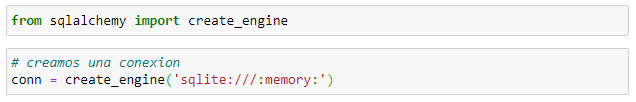 from sqlalchemy import create_engine
# creamos una conexion
conn = create_engine('sqlite:///:memory:')